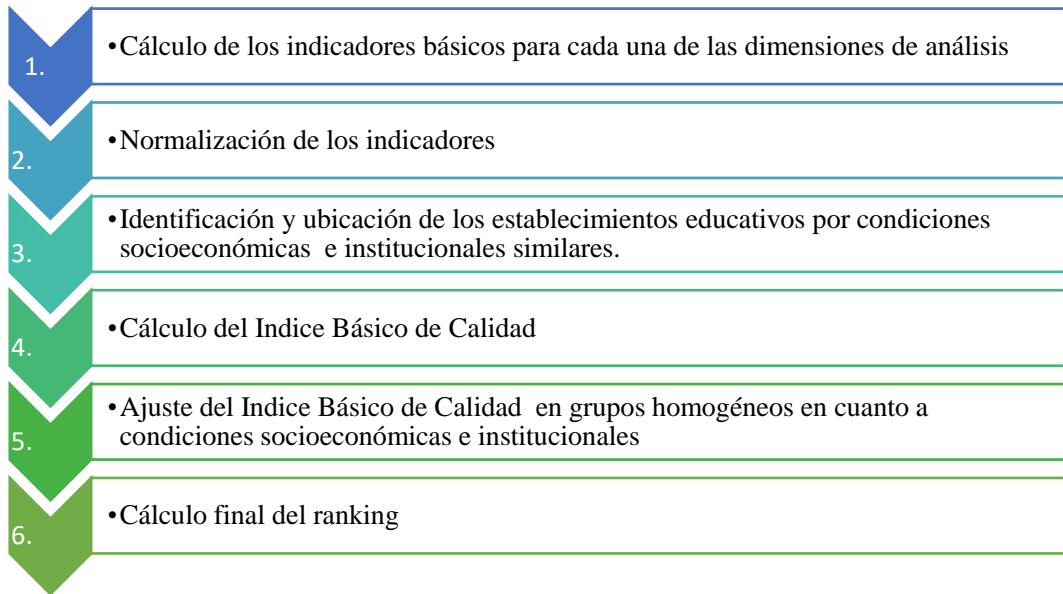 1.
•Cálculo de los indicadores básicos para cada una de las dimensiones de análisis
2.
•Normalización de los indicadores
3.
•Identificación y ubicación de los establecimientos educativos por condiciones
socioeconómicas e institucionales similares.
4.
•Cálculo del Indice Básico de Calidad
5.
•Ajuste del Indice Básico de Calidad en grupos homogéneos en cuanto a
condiciones socioeconómicas e institucionales
6.
•Cálculo final del ranking